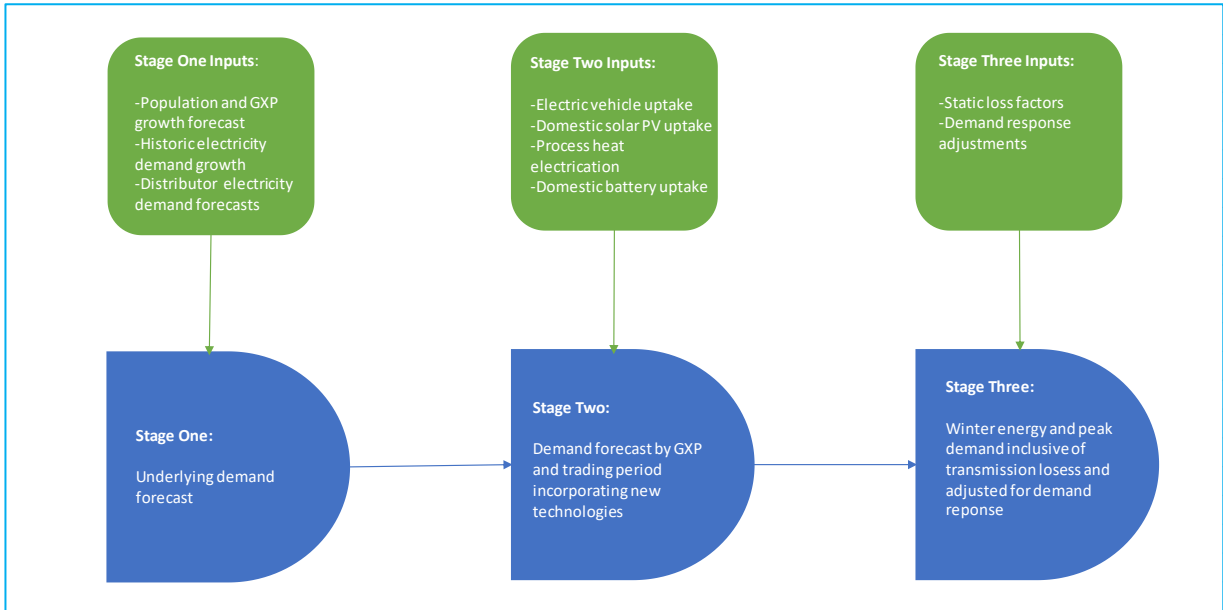 Stage One Inputs:
-Population and GXP
growth forecast
-Historic electricity
demand growth
-Distributor electricity
demand forecasts
Stage Two Inputs:
-Electric vehicle uptake
-Domestic solar PV uptake
-Process heat
electrication
-Domestic battery uptake
Stage Three Inputs:
-Static loss factors
-Demand response
adjustments
Stage One:
Underlying demand
forecast
Stage Two:
Demand forecast by GXP
and trading period
incorporating new
technologies
Stage Three:
Winter energy and peak
demand inclusive of
transmission losess and
adjusted for demand
reponse